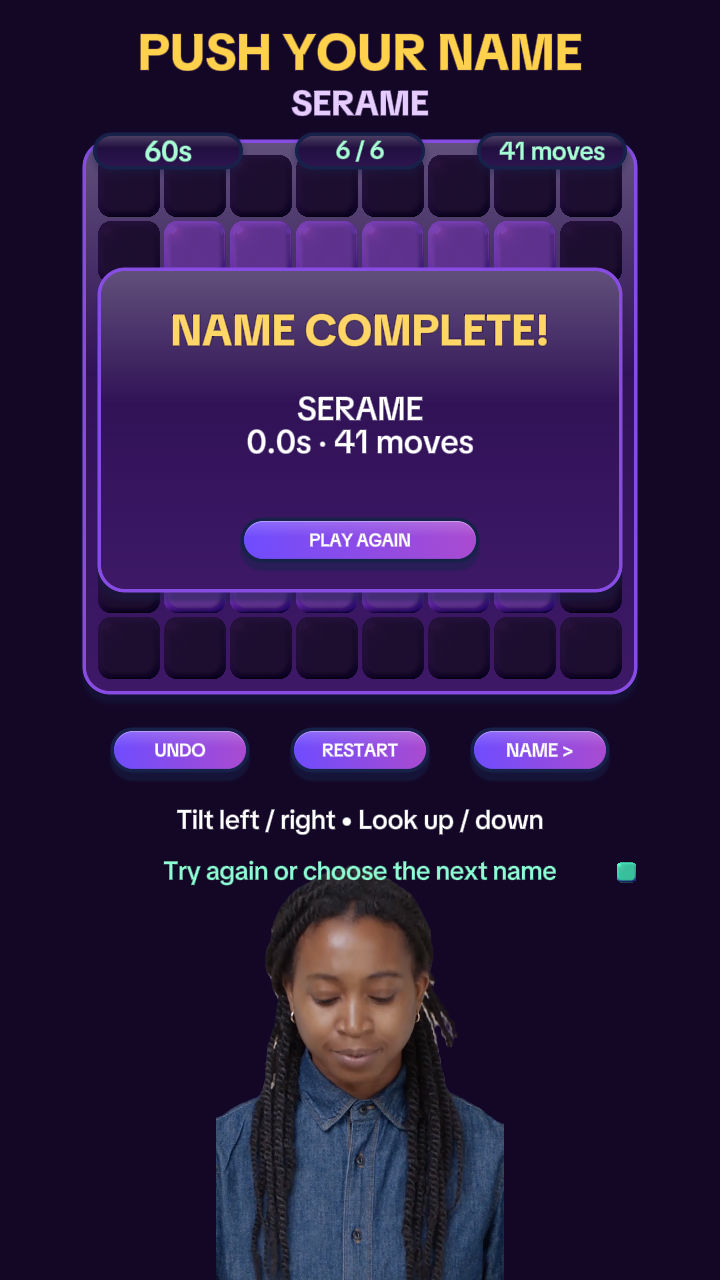 PUSH YOUR NAME
SERAME
60s
6 / 6
41 moves
NAME COMPLETE!
SERAME
0.0s · 41 moves
PLAY AGAIN
UNDO
RESTART
NAME >
Tilt left / right • Look up / down
Try again or choose the next name